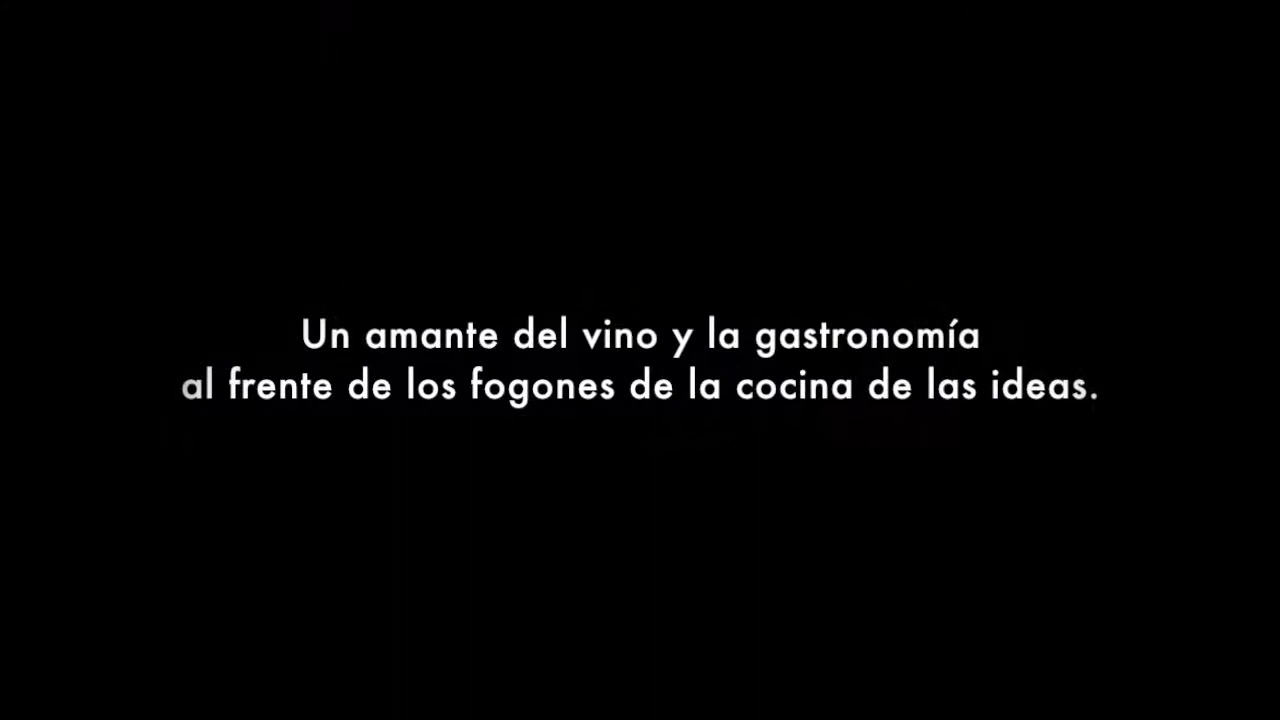 Un amante del vino y la gastronomía
al frente de los fogones de la cocina de las ideas.